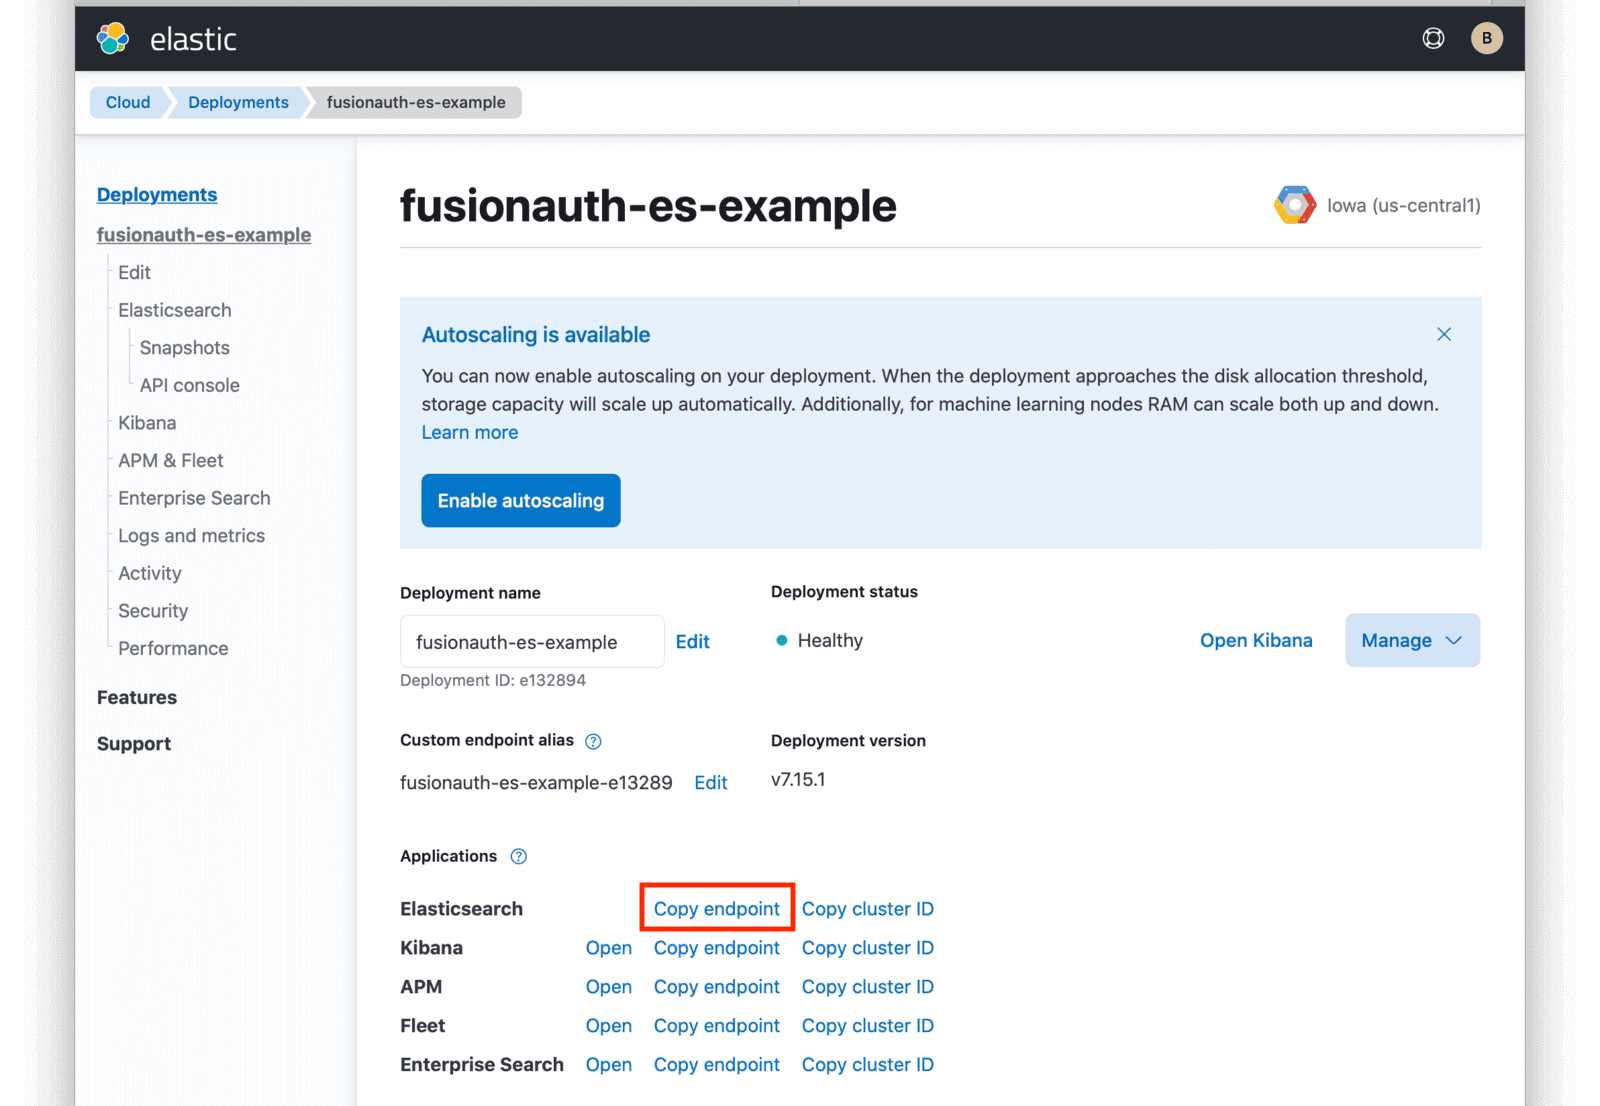 elastic
B
Cloud
Deployments
fusionauth-es-example
Deployments
fusionauth-es-example
Edit
Elasticsearch
Snapshots
API console
Kibana
APM & Fleet
Enterprise Search
Logs and metrics
Activity
Security
Performance
Features
Support
fusionauth-es-example
Iowa (us-central1)
Autoscaling is available
You can now enable autoscaling on your deployment. When the deployment approaches the disk allocation threshold,
storage capacity will scale up automatically. Additionally, for machine learning nodes RAM can scale both up and down.
Learn more
Enable autoscaling
Deployment name
Deployment status
fusionauth-es-example Edit
Healthy
Open Kibana
Manage
Deployment ID: e132894
Custom endpoint alias ?
Deployment version
fusionauth-es-example-e13289 Edit
v7.15.1
Applications ?
Elasticsearch Copy endpoint Copy cluster ID
Kibana Open Copy endpoint Copy cluster ID
APM Open Copy endpoint Copy cluster ID
Fleet Open Copy endpoint Copy cluster ID
Enterprise Search Open Copy endpoint Copy cluster ID